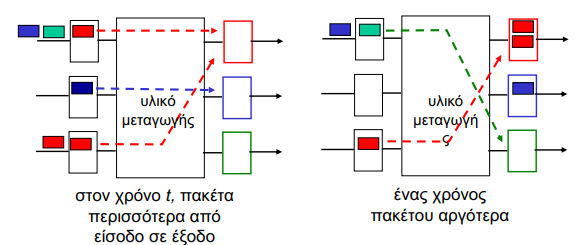 υλικό
μεταγωγής
στον χρόνο t, πακέτα
περισσότερα από
είσοδο σε έξοδο
υλικό
μεταγωγή
ς
ένας χρόνος
πακέτου αργότερα